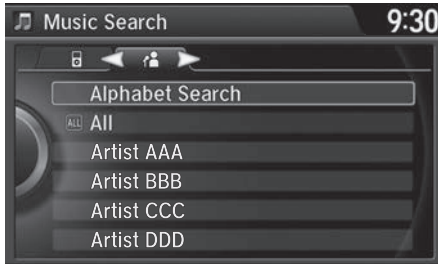 Music Search
9:30
Alphabet Search
ALL All
Artist AAA
Artist BBB
Artist CCC
Artist DDD